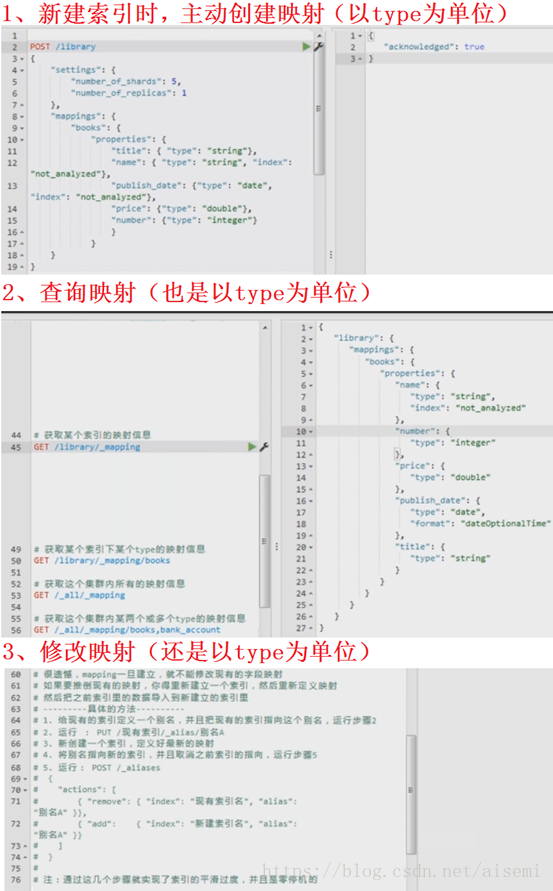 1、新建索引时，主动创建映射（以type为单位）
1
2 POST /library
3 {
4 "settings": {
5 "number_of_shards": 5,
6 "number_of_replicas": 1
7 },
8 "mappings": {
9 "books": {
10 "properties": {
11 "title": { "type": "string"},
12 "name": { "type": "string", "index":
"not_analyzed"},
13 "publish_date": {"type": "date",
"index": "not_analyzed"},
14 "price": {"type": "double"},
15 "number": {"type": "integer"}
16 }
17 }
18 }
19 }
1 {
2 "acknowledged": true
3 }
2、查询映射（也是以type为单位）
44 # 获取某个索引的映射信息
45 GET /library/_mapping
49 # 获取某个索引下某个type的映射信息
50 GET /library/_mapping/books
51
52 # 获取这个集群内所有的映射信息
53 GET /_all/_mapping
54
55 # 获取这个集群内某两个或多个type的映射信息
56 GET /_all/_mapping/books,bank_account
1 {
2 "library": {
3 "mappings": {
4 "books": {
5 "properties": {
6 "name": {
7 "type": "string",
8 "index": "not_analyzed"
9 },
10 "number": {
11 "type": "integer"
12 },
13 "price": {
14 "type": "double"
15 },
16 "publish_date": {
17 "type": "date",
18 "format": "dateOptionalTime"
19 },
20 "title": {
21 "type": "string"
22 }
23 }
24 }
25 }
26 }
27 }
3、修改映射（还是以type为单位）
60 # 很遗憾，mapping一旦建立，就不能修改现有的字段映射
61 # 如果要推倒现有的映射，你得重新建立一个索引，然后重新定义映射
62 # 然后把之前索引里的数据导入到新建立的索引里
63 # ---------具体的方法----------
64 # 1. 给现有的索引定义一个别名，并且把现有的索引指向这个别名，运行步骤2
65 # 2. 运行 ： PUT /现有索引/_alias/别名A
66 # 3. 新创建一个索引，定义好最新的映射
67 # 4. 将别名指向新的索引，并且取消之前索引的指向，运行步骤5
68 # 5. 运行： POST /_aliases
69 # {
70 # "actions": [
71 # { "remove": { "index": "现有索引名", "alias":
"别名A" }},
72 # { "add": { "index": "新建索引名", "alias":
"别名A" }}
73 # ]
74 # }
75 #
76 # 注：通过这几个步骤就实现了索引的平滑过度，并且是零停机的
https://blog.csdn.net/aisemi